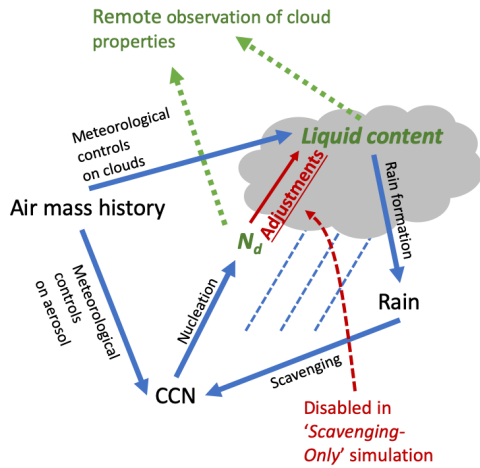 Remote observation of cloud
properties
Meteorological
controls
on clouds
Liquid content
Adjustments
Air mass history
N_d
Rain formation
Meteorological
controls
on aerosol
Nucleation
Rain
Scavenging
CCN
Disabled in
‘Scavenging-
Only’ simulation